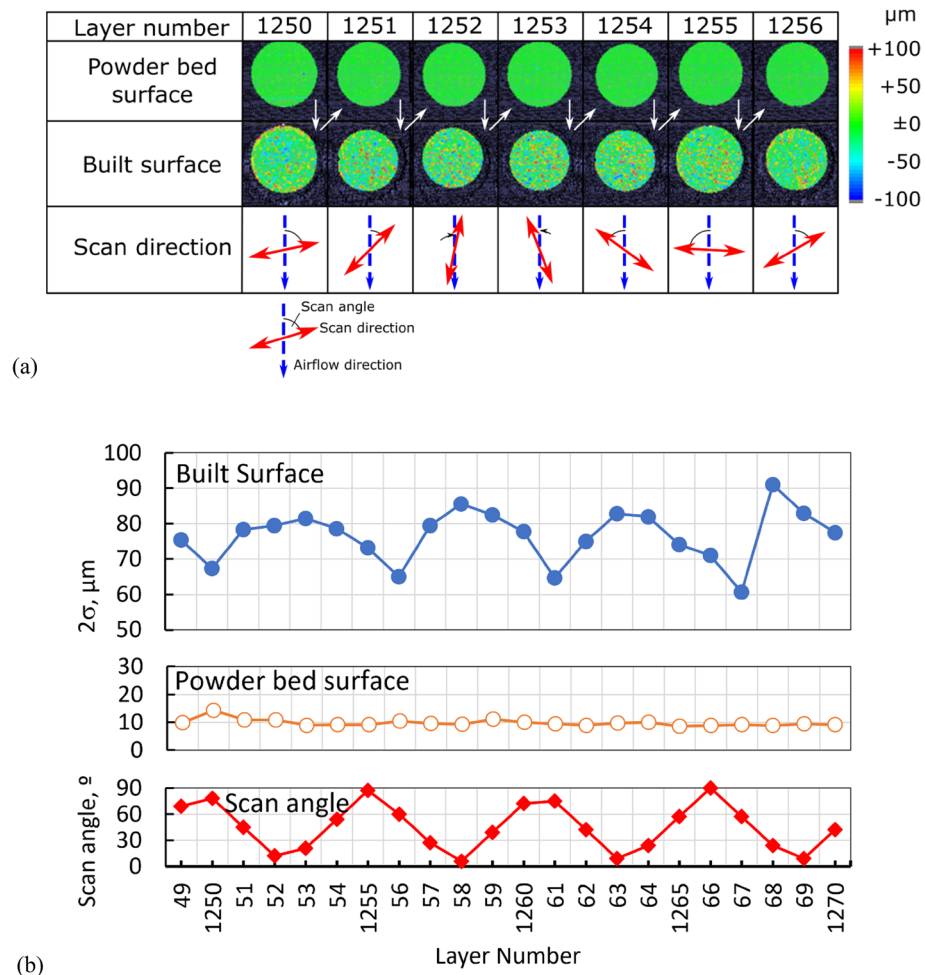 Layer number 1250 1251 1252 1253 1254 1255 1256
µm
Powder bed surface
+100
+50
±0
-50
-100
Built surface
Scan direction
Scan angle
Scan direction
Airflow direction
(a)
Built Surface
100
90
80
70
60
50
2σ, µm
Powder bed surface
30
20
10
0
Scan angle
90
60
30
0
Scan angle, º
49 1250 51 52 53 54 1255 56 57 58 59 1260 61 62 63 64 1265 66 67 68 69 1270
Layer Number
(b)